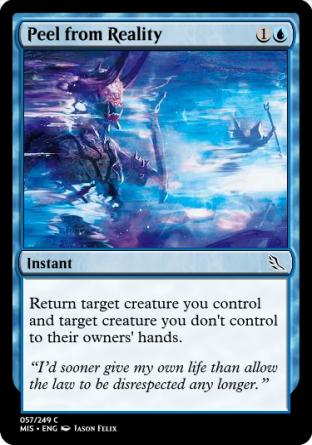 Peel from Reality 1
Instant
Return target creature you control
and target creature you don't control
to their owners' hands.
“I’d sooner give my own life than allow
the law to be disrespected any longer.”
057/249 C
MIS • ENG JASON FELIX